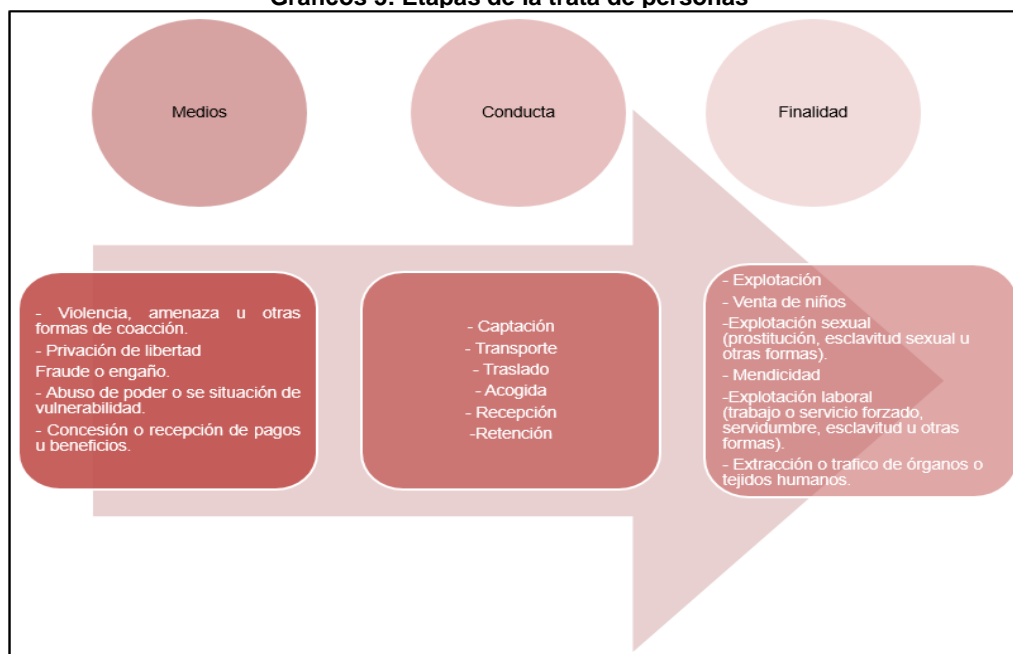 Gráficos 5: Etapas de la trata de personas
Medios
Conducta
Finalidad
- Violencia, amenaza u otras
formas de coacción.
- Privación de libertad
Fraude o engaño.
- Abuso de poder o se situación de
vulnerabilidad.
- Concesión o recepción de pagos
u beneficios.
- Captación
- Transporte
- Traslado
- Acogida
- Recepción
-Retención
- Explotación
- Venta de niños
-Explotación sexual
(prostitución, esclavitud sexual u
otras formas).
- Mendicidad
-Explotación laboral
(trabajo o servicio forzado,
servidumbre, esclavitud u otras
formas).
- Extracción o trafico de órganos o
tejidos humanos.